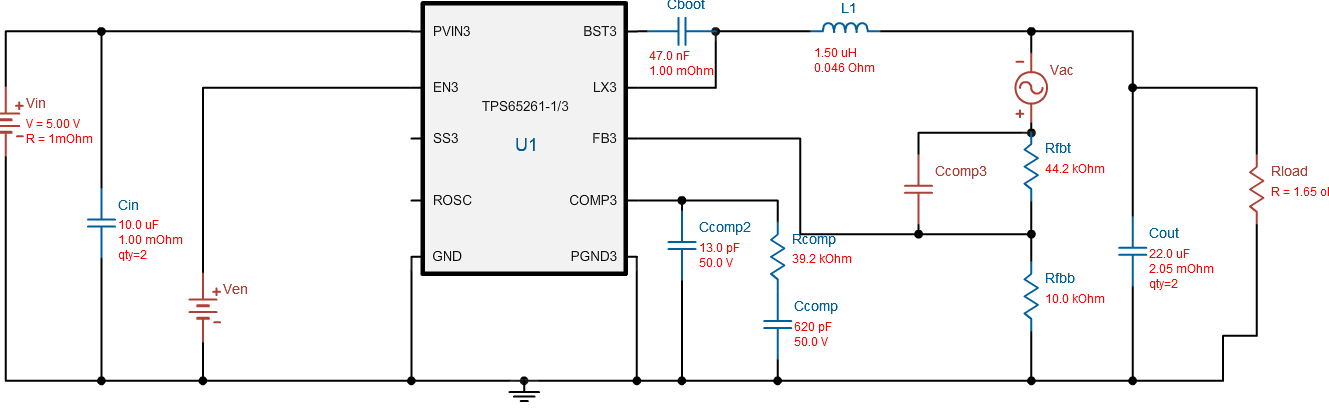 Cboot
47.0 nF
1.00 mOhm
L1
1.50 uH
0.046 Ohm
PVIN3
BST3
EN3
LX3
TPS65261-1/3
U1
SS3
FB3
ROSC
COMP3
GND
PGND3
Vin
V = 5.00 V
R = 1mOhm
Cin
10.0 uF
1.00 mOhm
qty=2
Ven
Vac
Ccomp3
Rfbt
44.2 kOhm
Rload
R = 1.65 o
Ccomp2
13.0 pF
50.0 V
Rcomp
39.2 kOhm
Ccomp
620 pF
50.0 V
Rfbb
10.0 kOhm
Cout
22.0 uF
2.05 mOhm
qty=2